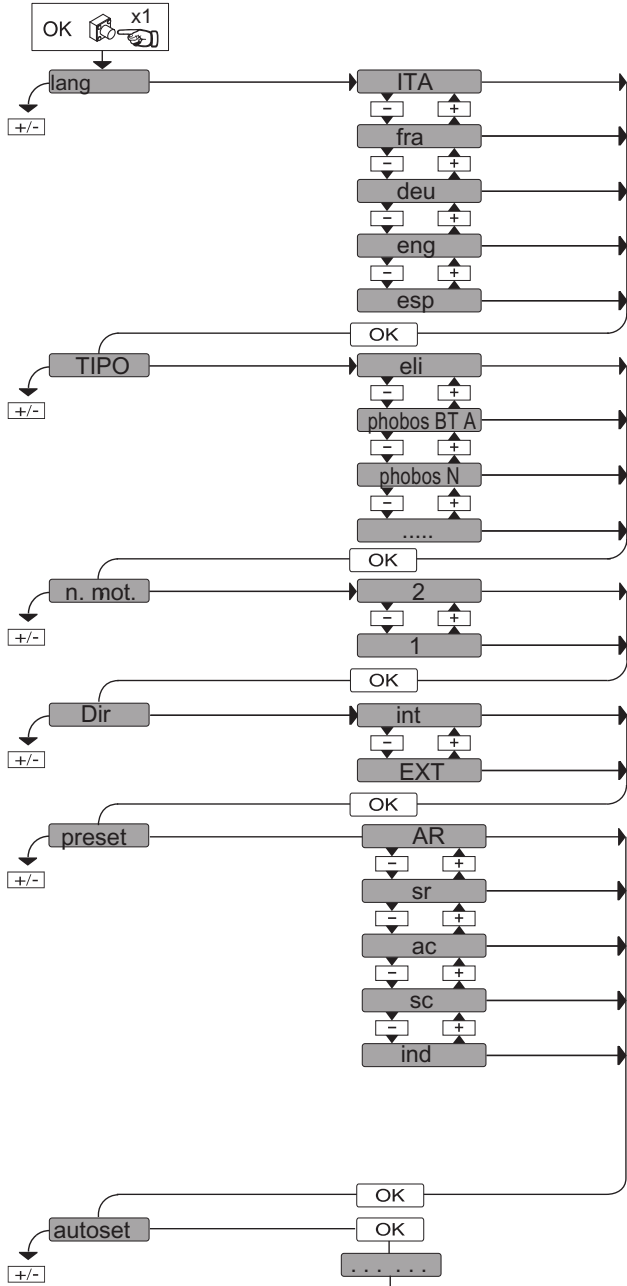 OK x1
lang ITA
+/-
- +
fra
- +
deu
- +
eng
- +
esp
OK
TIPO eli
+/-
- +
phobos BT A
- +
phobos N
- +
.....
OK
n. mot. 2
+/-
- +
1
OK
Dir int
+/-
- +
EXT
OK
preset AR
+/-
- +
sr
- +
ac
- +
sc
- +
ind
OK
autoset OK
+/-
... ...